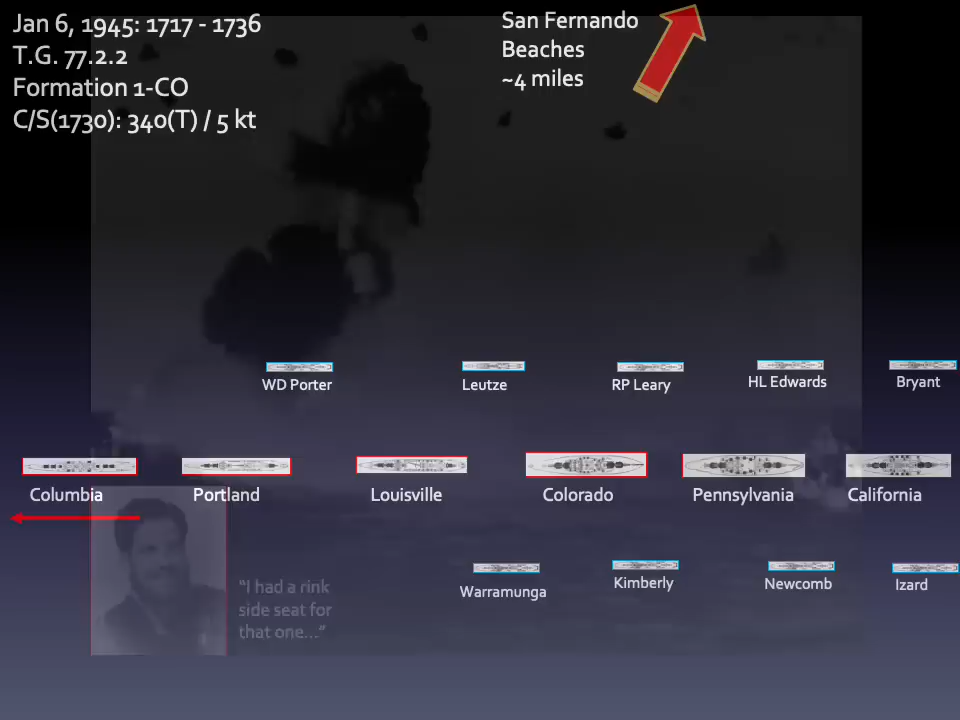 Jan 6, 1945: 1717 - 1736
T.G. 77.2.2
Formation 1-CO
C/S(1730): 340(T) / 5 kt
San Fernando
Beaches
~4 miles
WD Porter
Leutze
RP Leary
HL Edwards
Bryant
Columbia
Portland
Louisville
Colorado
Pennsylvania
California
Warramunga
Kimberly
Newcomb
Izard
“I had a rink
side seat for
that one...”